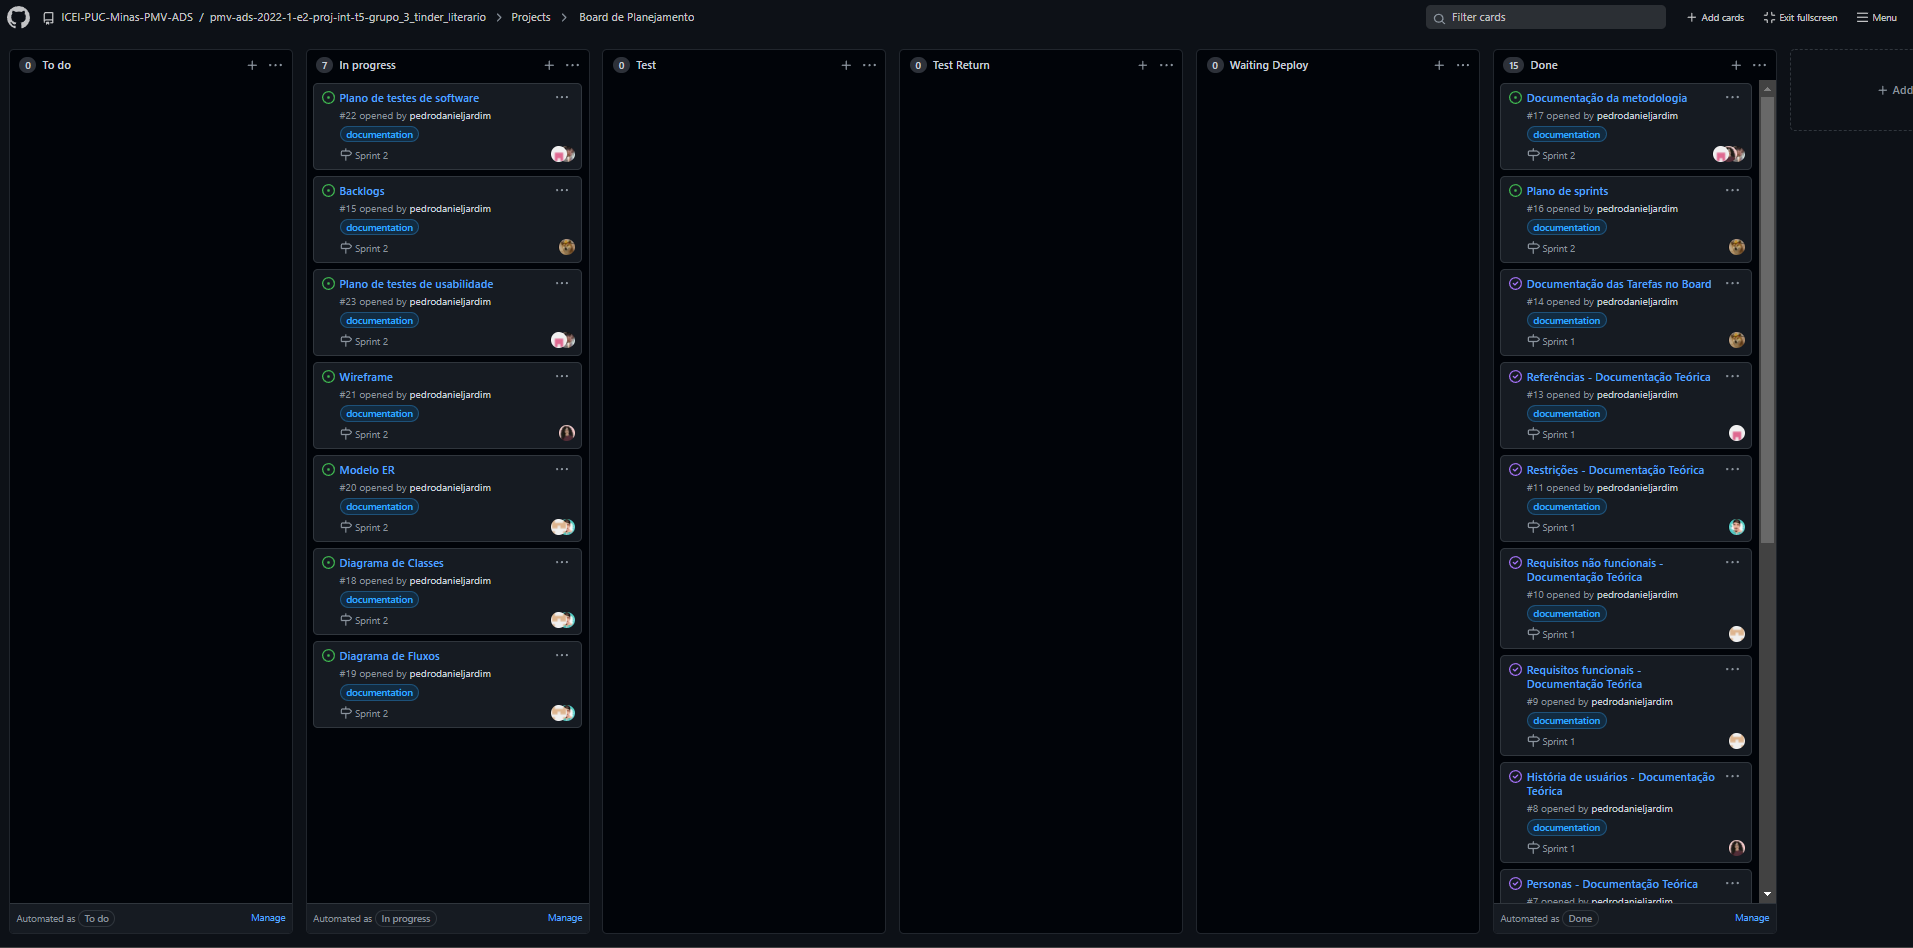 ICEI-PUC-Minas-PMV-ADS / pmv-ads-2022-1-e2-proj-int-t5-grupo_3_tinder_literario > Projects > Board de Planejamento
Filter cards
+ Add cards
Exit fullscreen
Menu
0 To do
Automated as To do
Manage
7 In progress
Plano de testes de software
#22 opened by pedrodanieljardim
documentation
Sprint 2
Backlogs
#15 opened by pedrodanieljardim
documentation
Sprint 2
Plano de testes de usabilidade
#23 opened by pedrodanieljardim
documentation
Sprint 2
Wireframe
#21 opened by pedrodanieljardim
documentation
Sprint 2
Modelo ER
#20 opened by pedrodanieljardim
documentation
Sprint 2
Diagrama de Classes
#18 opened by pedrodanieljardim
documentation
Sprint 2
Diagrama de Fluxos
#19 opened by pedrodanieljardim
documentation
Sprint 2
Automated as In progress
Manage
0 Test
0 Test Return
0 Waiting Deploy
15 Done
Documentação da metodologia
#17 opened by pedrodanieljardim
documentation
Sprint 2
Plano de sprints
#16 opened by pedrodanieljardim
documentation
Sprint 2
Documentação das Tarefas no Board
#14 opened by pedrodanieljardim
documentation
Sprint 1
Referências - Documentação Teórica
#13 opened by pedrodanieljardim
documentation
Sprint 1
Restrições - Documentação Teórica
#11 opened by pedrodanieljardim
documentation
Sprint 1
Requisitos não funcionais -
Documentação Teórica
#10 opened by pedrodanieljardim
documentation
Sprint 1
Requisitos funcionais -
Documentação Teórica
#9 opened by pedrodanieljardim
documentation
Sprint 1
História de usuários - Documentação
Teórica
#8 opened by pedrodanieljardim
documentation
Sprint 1
Personas - Documentação Teórica
#7 opened by pedrodanieljardim
Automated as Done
Manage
+ Add